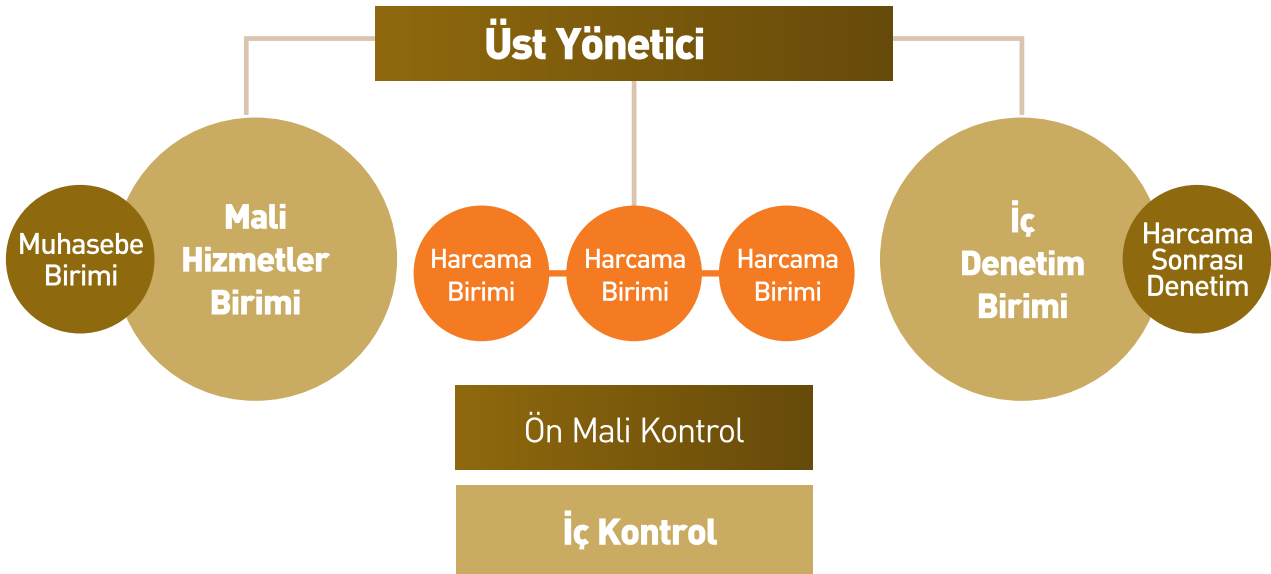 Üst Yönetici
Muhasebe
Birimi
Mali
Hizmetler
Birimi
Harcama
Birimi
Harcama
Birimi
Harcama
Birimi
İç
Denetim
Birimi
Harcama
Sonrası
Denetim
Ön Mali Kontrol
İç Kontrol